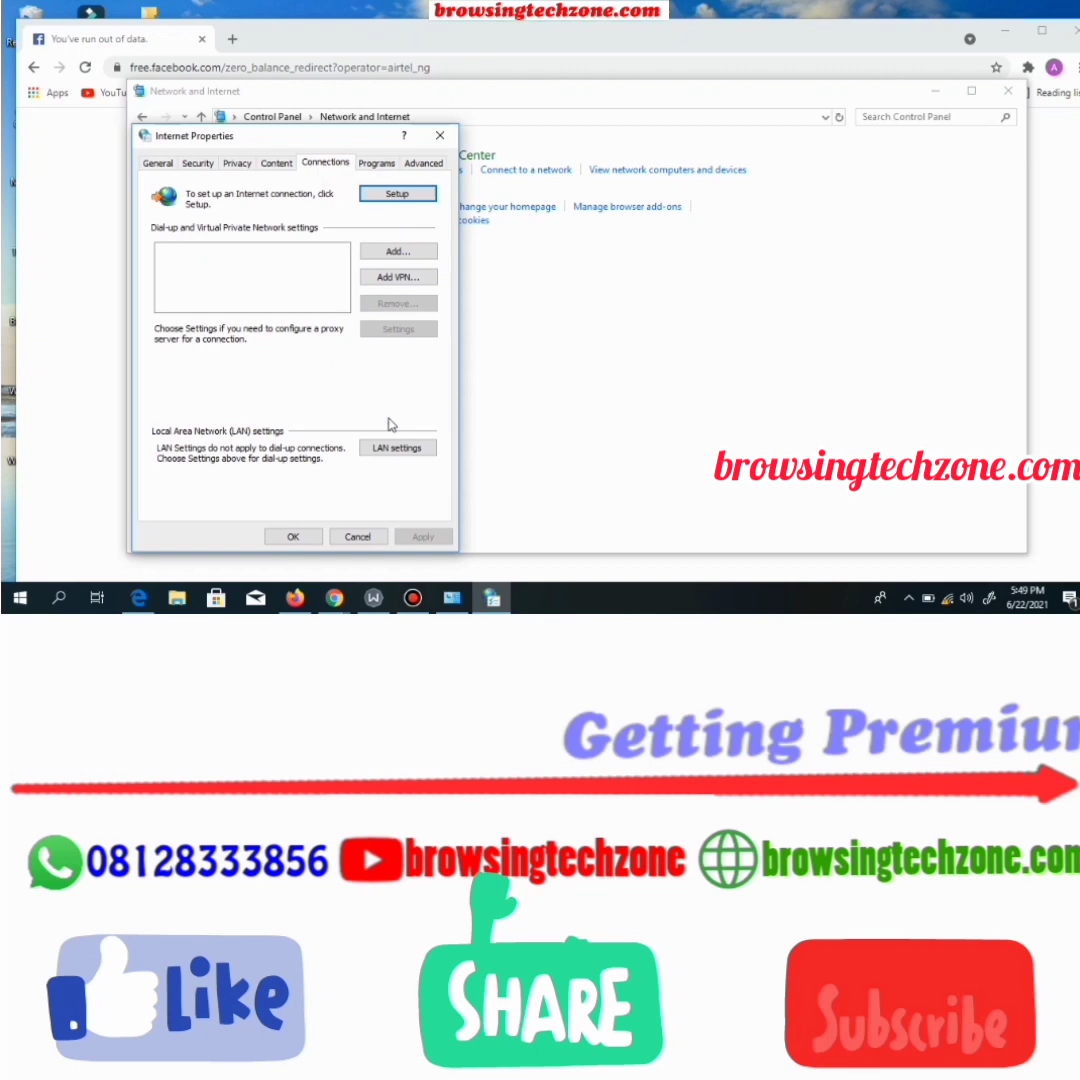 browsingtechzone.com
You've run out of data.
free.facebook.com/zero_balance_redirect?operator=airtel_ng
Apps
YouTu
Reading lis
Network and Internet
Control Panel > Network and Internet
Search Control Panel
Internet Properties
General Security Privacy Content Connections Programs Advanced
Center
s Connect to a network View network computers and devices
hange your homepage Manage browser add-ons
cookies
To set up an Internet connection, click
Setup.
Setup
Dial-up and Virtual Private Network settings
Add...
Add VPN...
Remove...
Choose Settings if you need to configure a proxy
server for a connection.
Settings
Local Area Network (LAN) settings
LAN Settings do not apply to dial-up connections.
Choose Settings above for dial-up settings.
LAN settings
OK Cancel Apply
browsingtechzone.com
5:49 PM
6/22/2021
1
Getting Premium
08128333856 browsingtechzone browsingtechzone.com
Like SHARE Subscribe